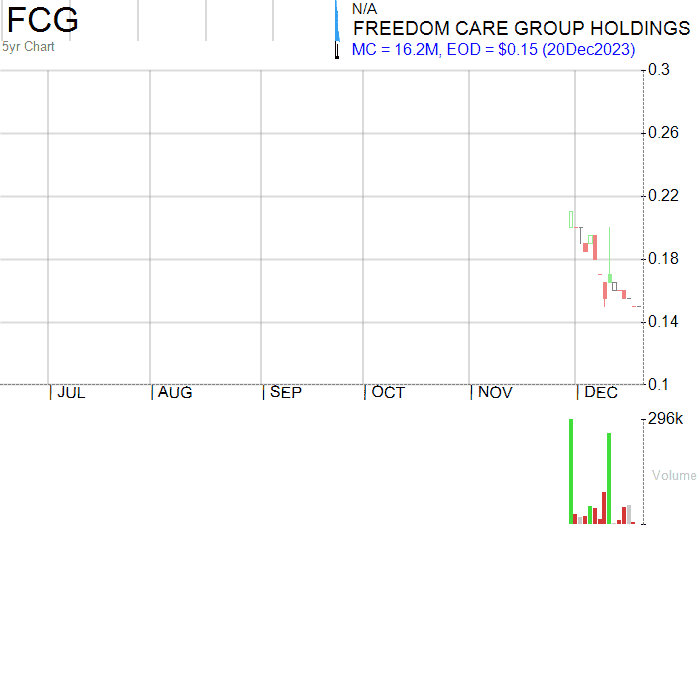 FCG
5yr Chart
N/A
FREEDOM CARE GROUP HOLDINGS
MC = 16.2M, EOD = $0.15 (20Dec2023)
0.3
0.26
0.22
0.18
0.14
0.1
JUL AUG SEP OCT NOV DEC
296k
Volume